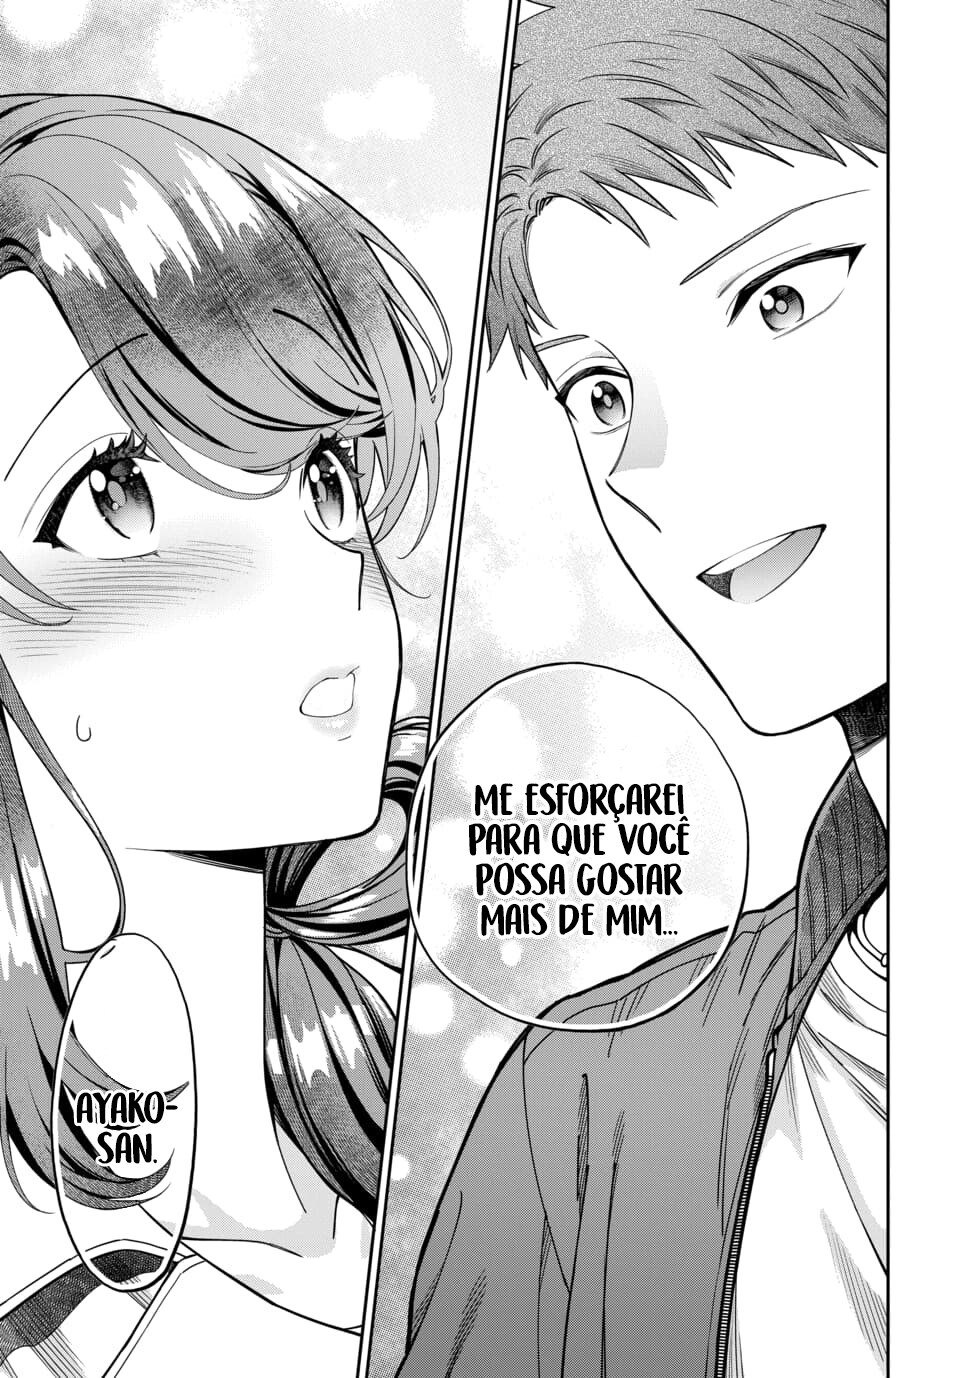 ME ESFORÇAREI
PARA QUE VOCÊ
POSSA GOSTAR
MAIS DE MIM...
AYAKO-
SAN.